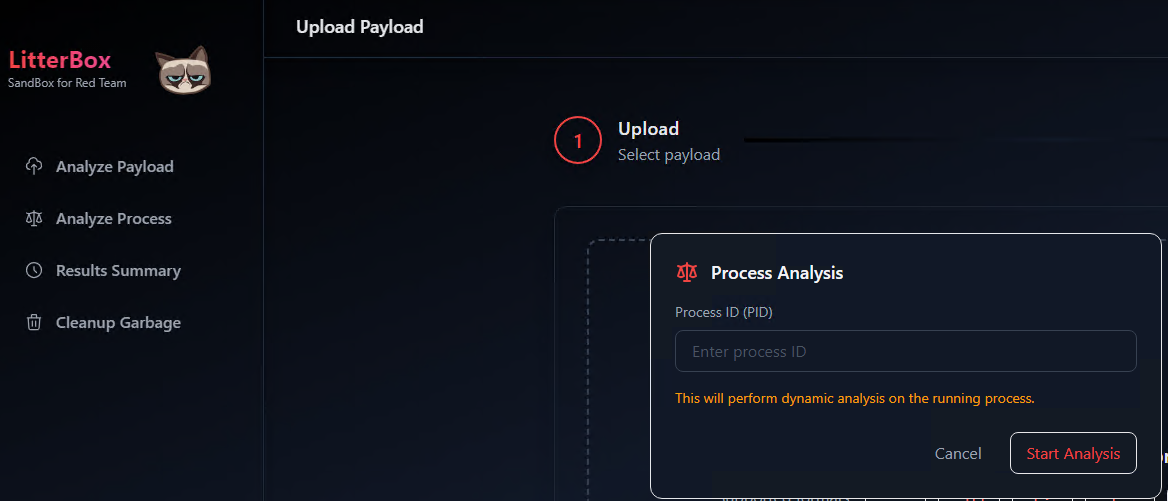 LitterBox
SandBox for Red Team
Analyze Payload
Analyze Process
Results Summary
Cleanup Garbage
Upload Payload
1
Upload
Select payload
Process Analysis
Process ID (PID)
Enter process ID
This will perform dynamic analysis on the running process.
Cancel
Start Analysis